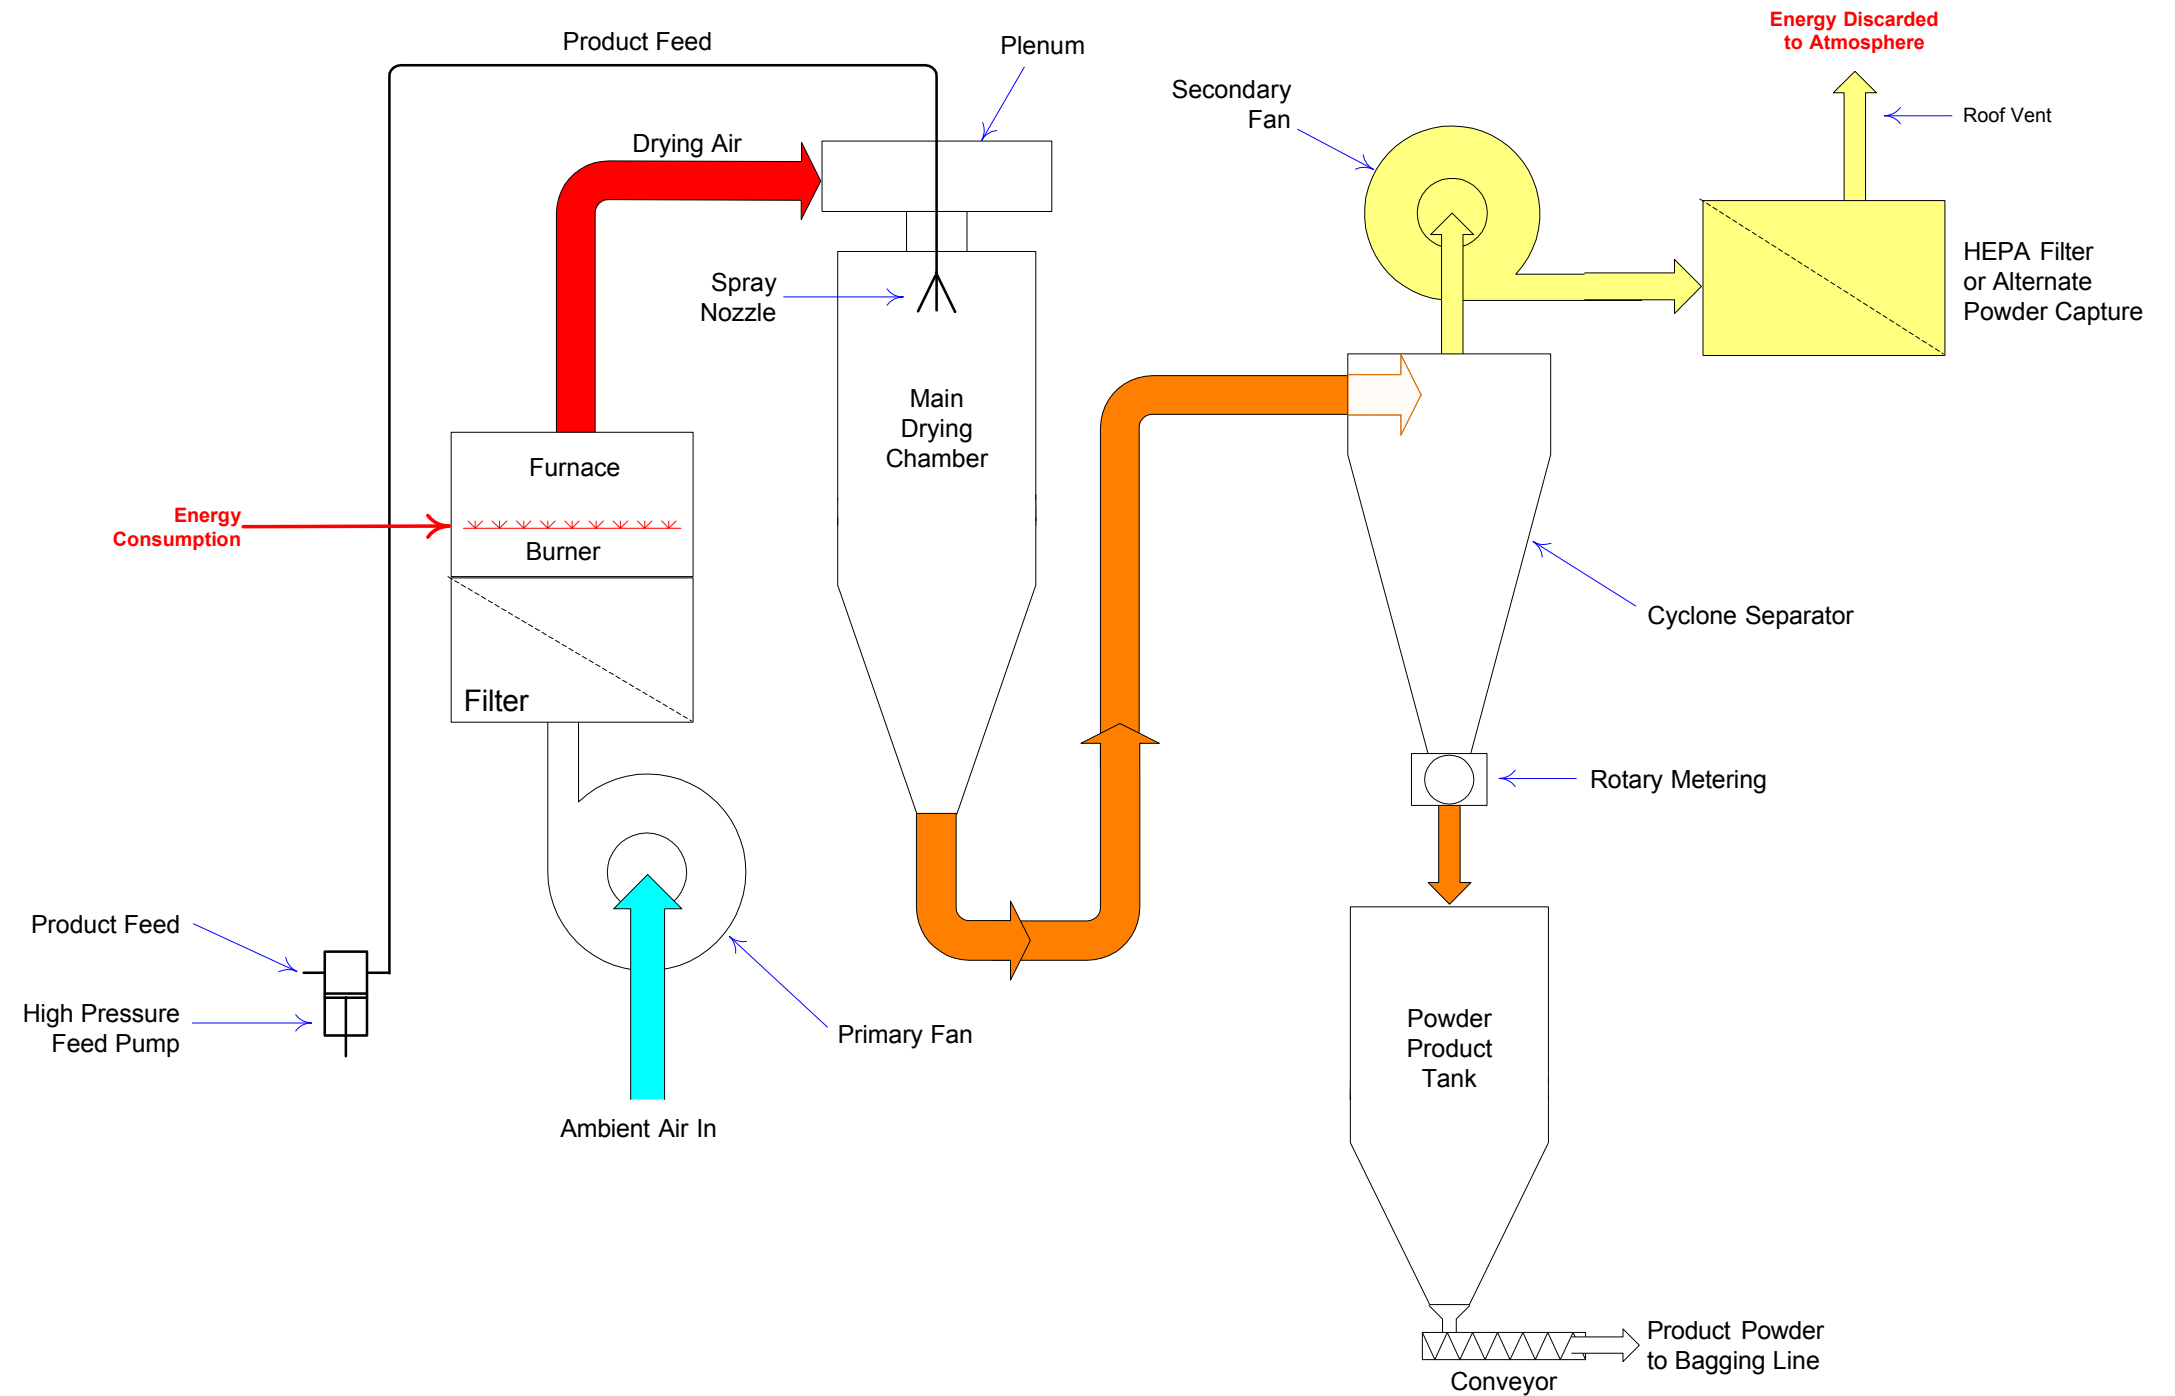 Energy Discarded
to Atmosphere
Product Feed
Plenum
Secondary
Fan
Roof Vent
Drying Air
HEPA Filter
or Alternate
Powder Capture
Spray
Nozzle
Main
Drying
Chamber
Furnace
Energy
Consumption
Burner
Cyclone Separator
Filter
Rotary Metering
Product Feed
High Pressure
Feed Pump
Primary Fan
Powder
Product
Tank
Ambient Air In
Product Powder
to Bagging Line
Conveyor